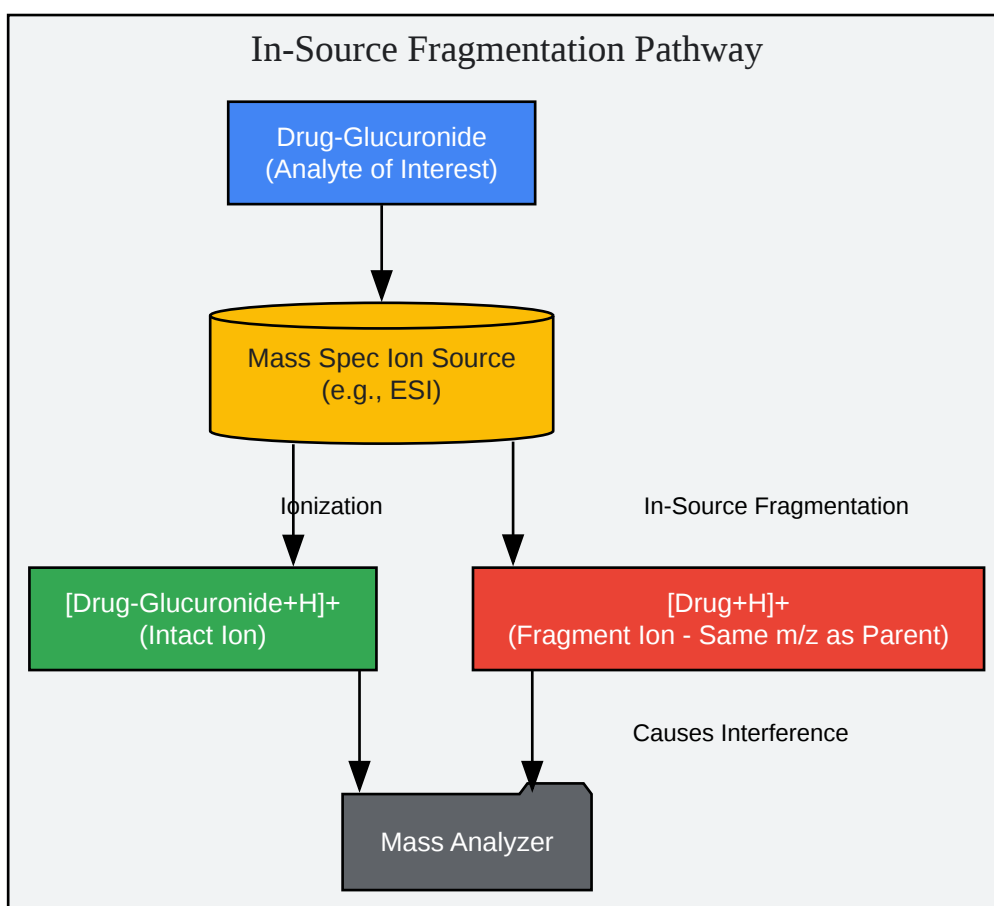 In-Source Fragmentation Pathway
Drug-Glucuronide
(Analyte of Interest)
Mass Spec Ion Source
(e.g., ESI)
Ionization
In-Source Fragmentation
[Drug-Glucuronide+H]+
(Intact Ion)
[Drug+H]+
(Fragment Ion - Same m/z as Parent)
Causes Interference
Mass Analyzer